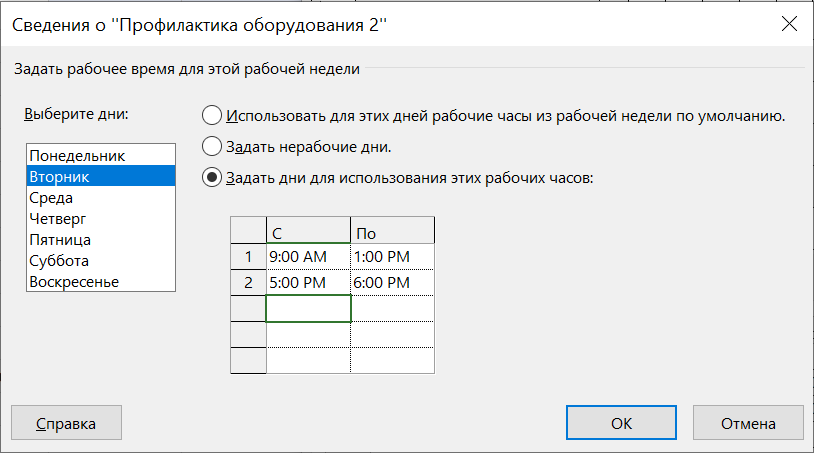 Сведения о "Профилактика оборудования 2"
Задать рабочее время для этой рабочей недели
Выберите дни:
Понедельник
Вторник
Среда
Четверг
Пятница
Суббота
Воскресенье
Использовать для этих дней рабочие часы из рабочей недели по умолчанию.
Задать нерабочие дни.
Задать дни для использования этих рабочих часов:
С По
1 9:00 AM 1:00 PM
2 5:00 PM 6:00 PM
Справка ОК Отмена